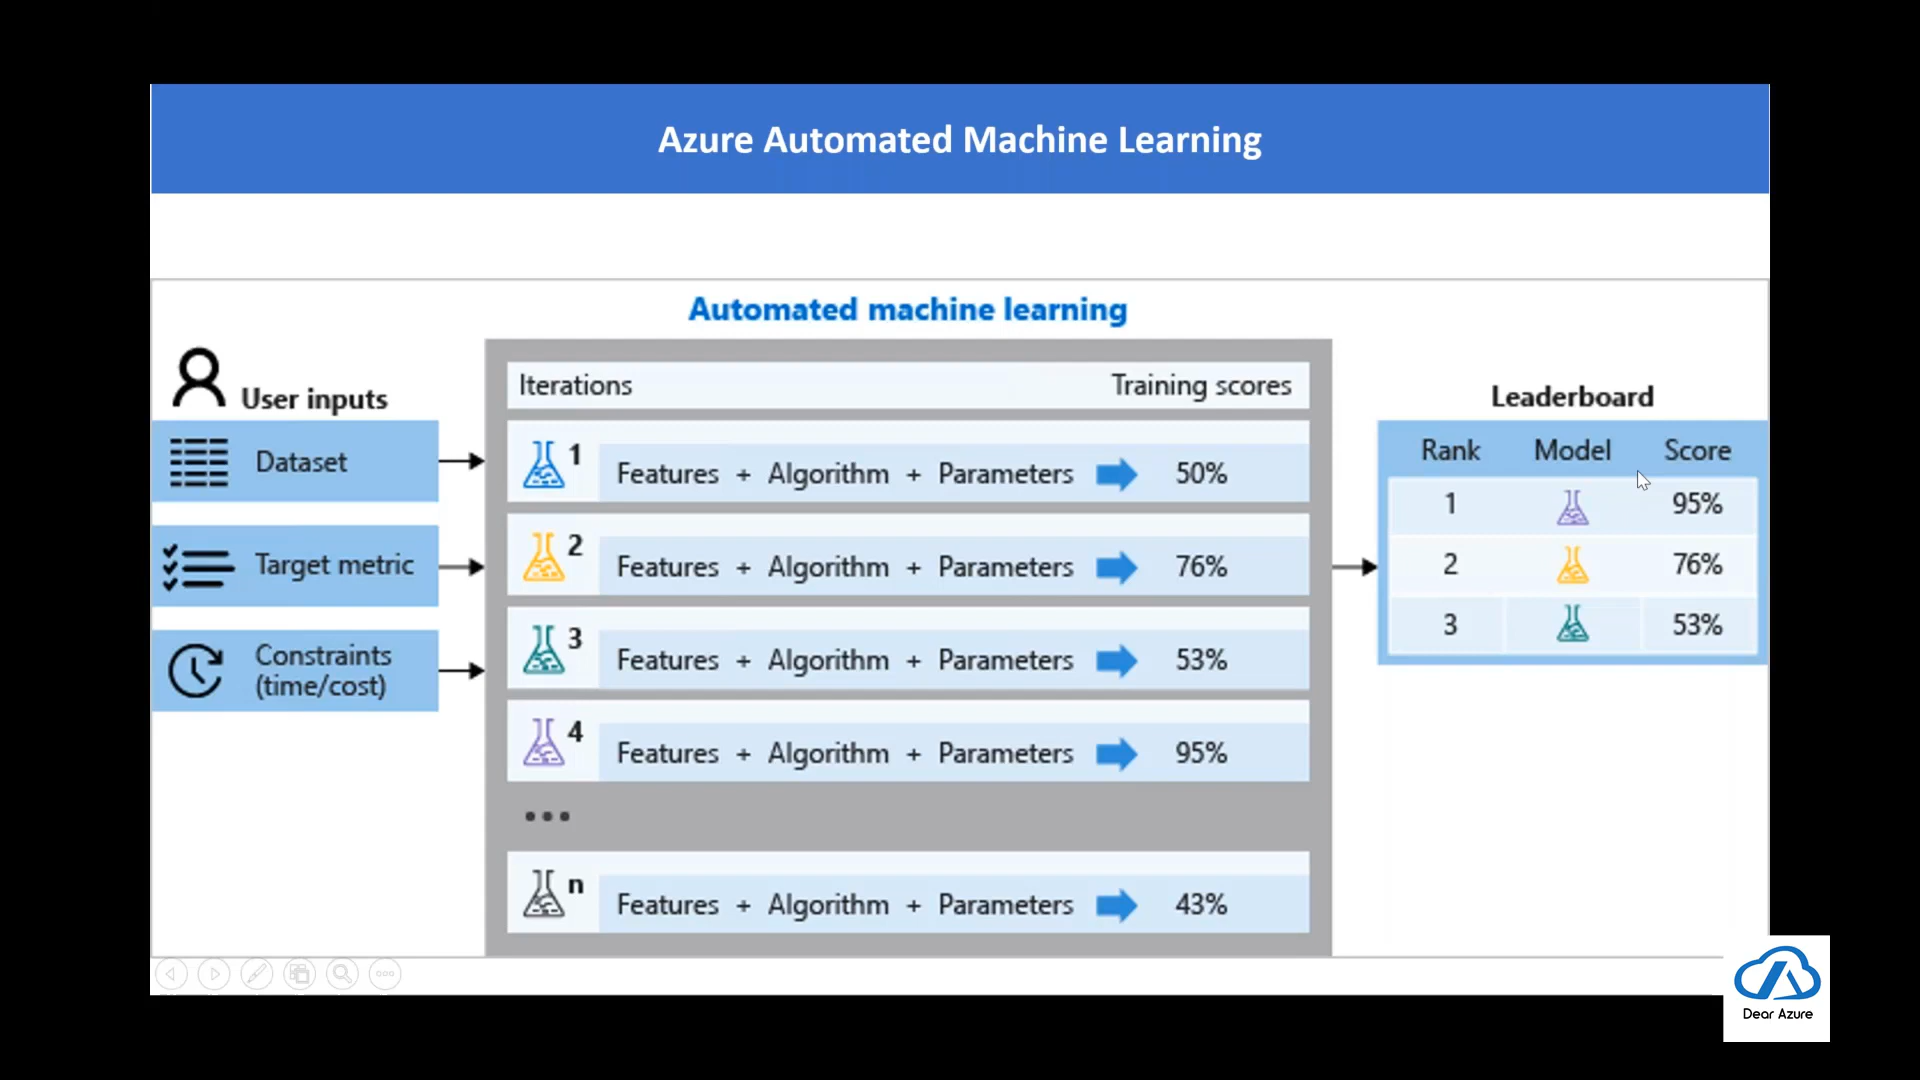 Azure Automated Machine Learning
Automated machine learning
User inputs
Dataset
Target metric
Constraints
(time/cost)
Iterations Training scores
1 Features + Algorithm + Parameters 50%
2 Features + Algorithm + Parameters 76%
3 Features + Algorithm + Parameters 53%
4 Features + Algorithm + Parameters 95%
•••
n Features + Algorithm + Parameters 43%
Leaderboard
Rank Model Score
1 95%
2 76%
3 53%
Dear Azure